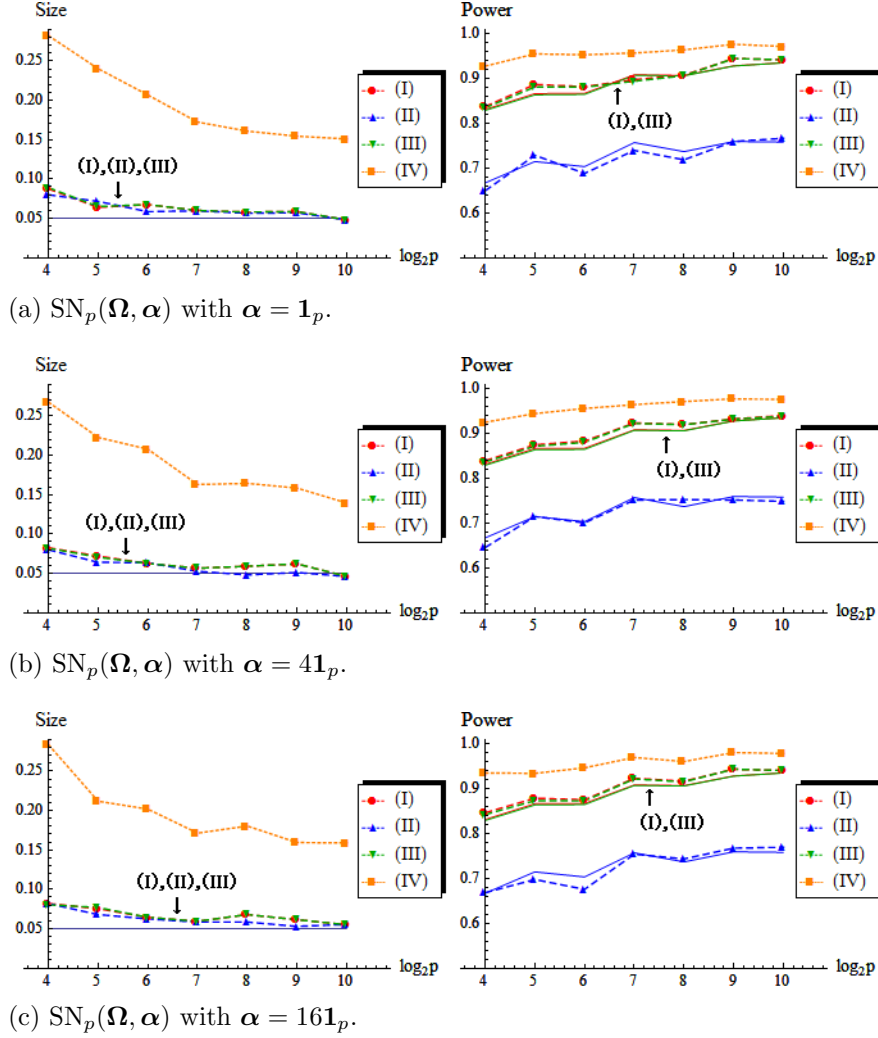 Size
0.25
0.20
0.15
0.10
0.05
(I),(II),(III)
4 5 6 7 8 9 10
log₂p
(I)
(II)
(III)
(IV)
Power
1.0
0.9
0.8
0.7
0.6
(I),(III)
4 5 6 7 8 9 10
log₂p
(I)
(II)
(III)
(IV)
(a) SNₚ(Ω, α) with α = 1ₚ.
Size
0.25
0.20
0.15
0.10
0.05
(I),(II),(III)
4 5 6 7 8 9 10
log₂p
(I)
(II)
(III)
(IV)
Power
1.0
0.9
0.8
0.7
0.6
(I),(III)
4 5 6 7 8 9 10
log₂p
(I)
(II)
(III)
(IV)
(b) SNₚ(Ω, α) with α = 41ₚ.
Size
0.25
0.20
0.15
0.10
0.05
(I),(II),(III)
4 5 6 7 8 9 10
log₂p
(I)
(II)
(III)
(IV)
Power
1.0
0.9
0.8
0.7
0.6
(I),(III)
4 5 6 7 8 9 10
log₂p
(I)
(II)
(III)
(IV)
(c) SNₚ(Ω, α) with α = 161ₚ.